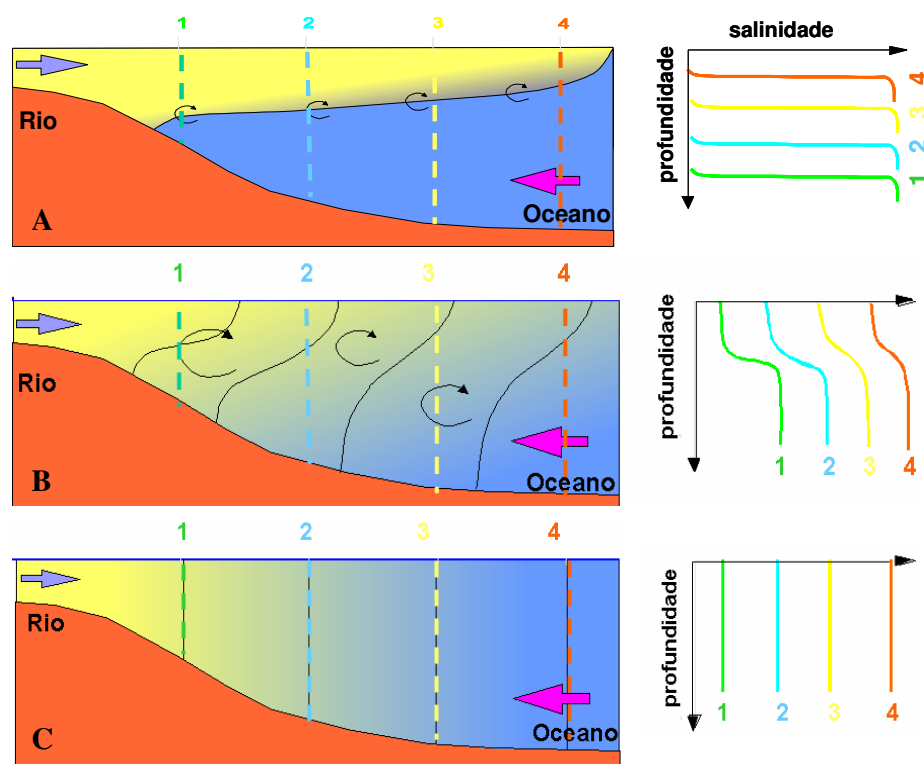 1 2 3 4
Rio
Oceano
A
salinidade
profundidade
4
3
2
1
1 2 3 4
Rio
Oceano
B
profundidade
1 2 3 4
1 2 3 4
Rio
Oceano
C
profundidade
1 2 3 4